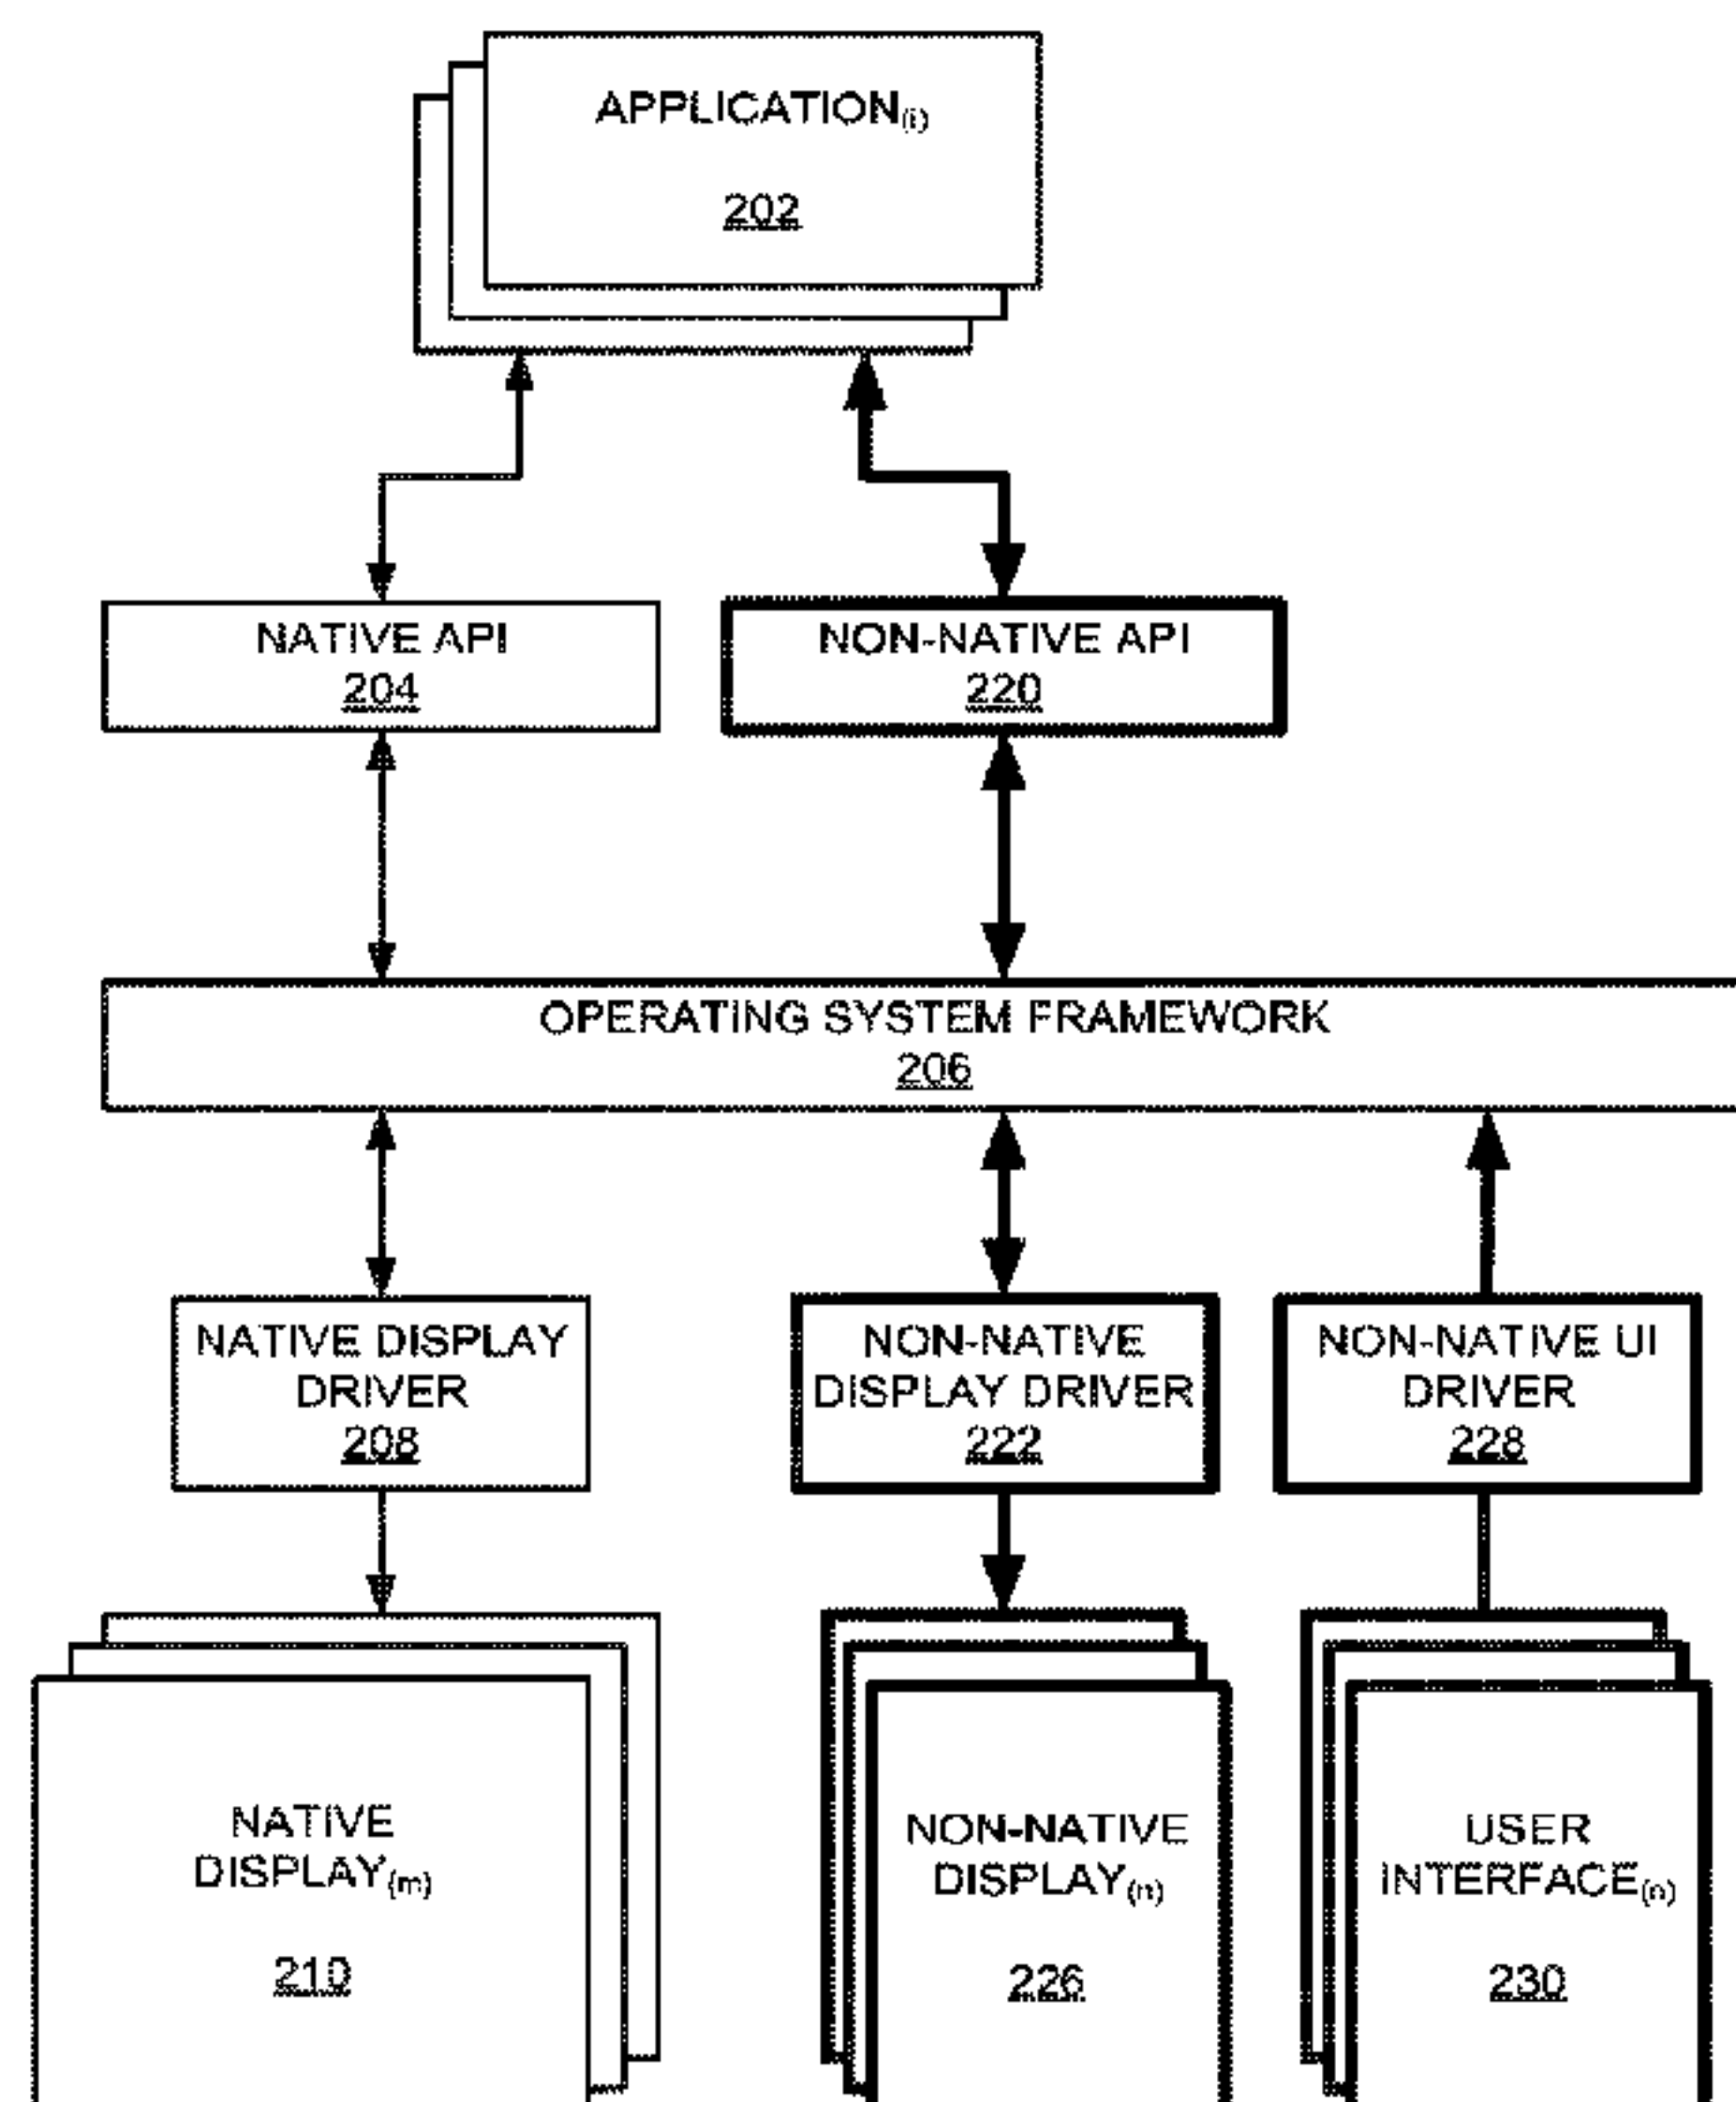 APPLICATION(i)
202
NATIVE API
204
NON-NATIVE API
220
OPERATING SYSTEM FRAMEWORK
206
NATIVE DISPLAY
DRIVER
208
NON-NATIVE
DISPLAY DRIVER
222
NON-NATIVE UI
DRIVER
228
NATIVE
DISPLAY(m)
210
NON-NATIVE
DISPLAY(n)
226
USER
INTERFACE(n)
230